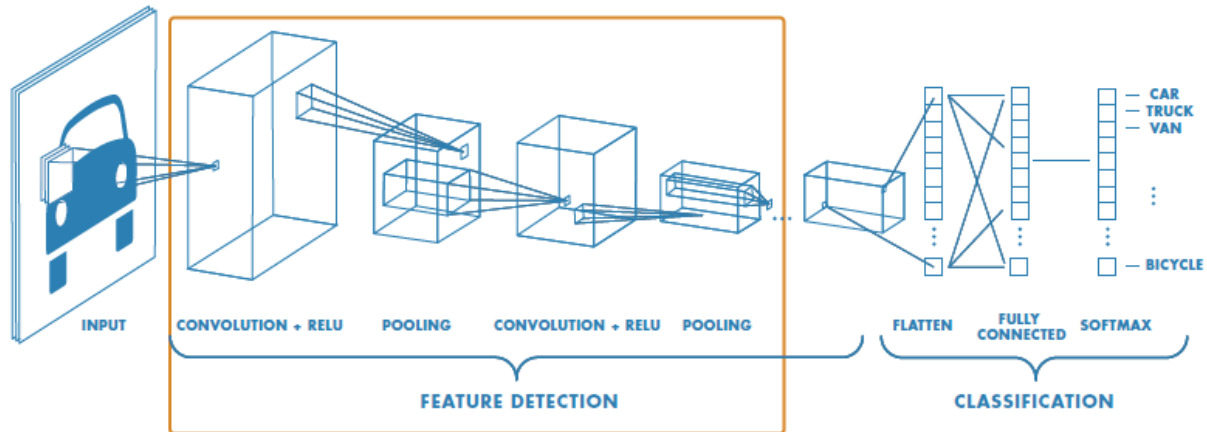 CAR
TRUCK
VAN
BICYCLE
INPUT
CONVOLUTION + RELU
POOLING
CONVOLUTION + RELU
POOLING
FLATTEN
FULLY
CONNECTED
SOFTMAX
FEATURE DETECTION
CLASSIFICATION